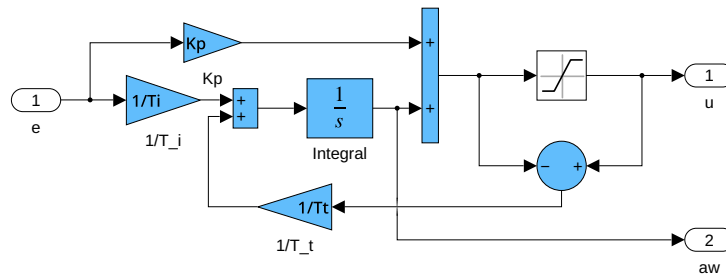 Kp
+
1
u
1
e
1/Ti
Kp
+
+
1
s
+
1/T_i
Integral
−
+
1/Tt
1/T_t
2
aw